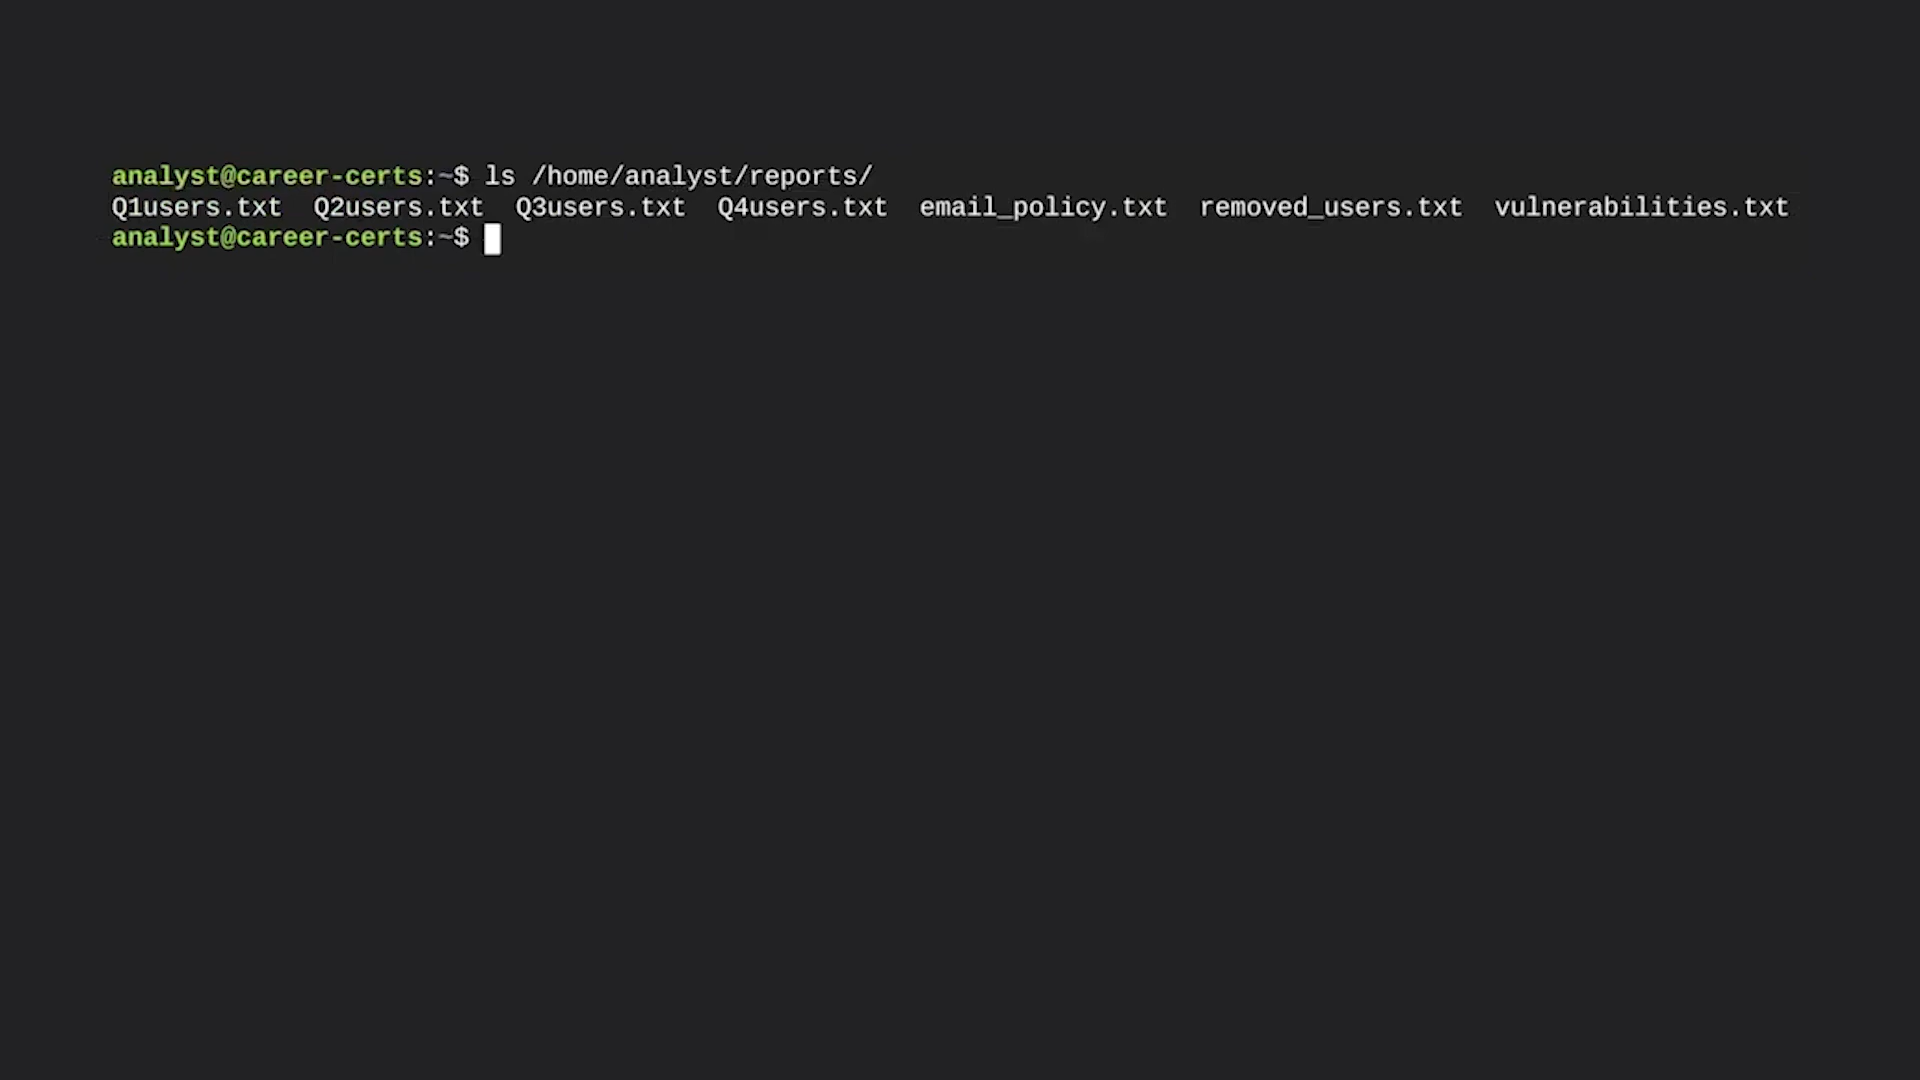 analyst@career-certs:~$ ls /home/analyst/reports/
Q1users.txt  Q2users.txt  Q3users.txt  Q4users.txt  email_policy.txt  removed_users.txt  vulnerabilities.txt
analyst@career-certs:~$